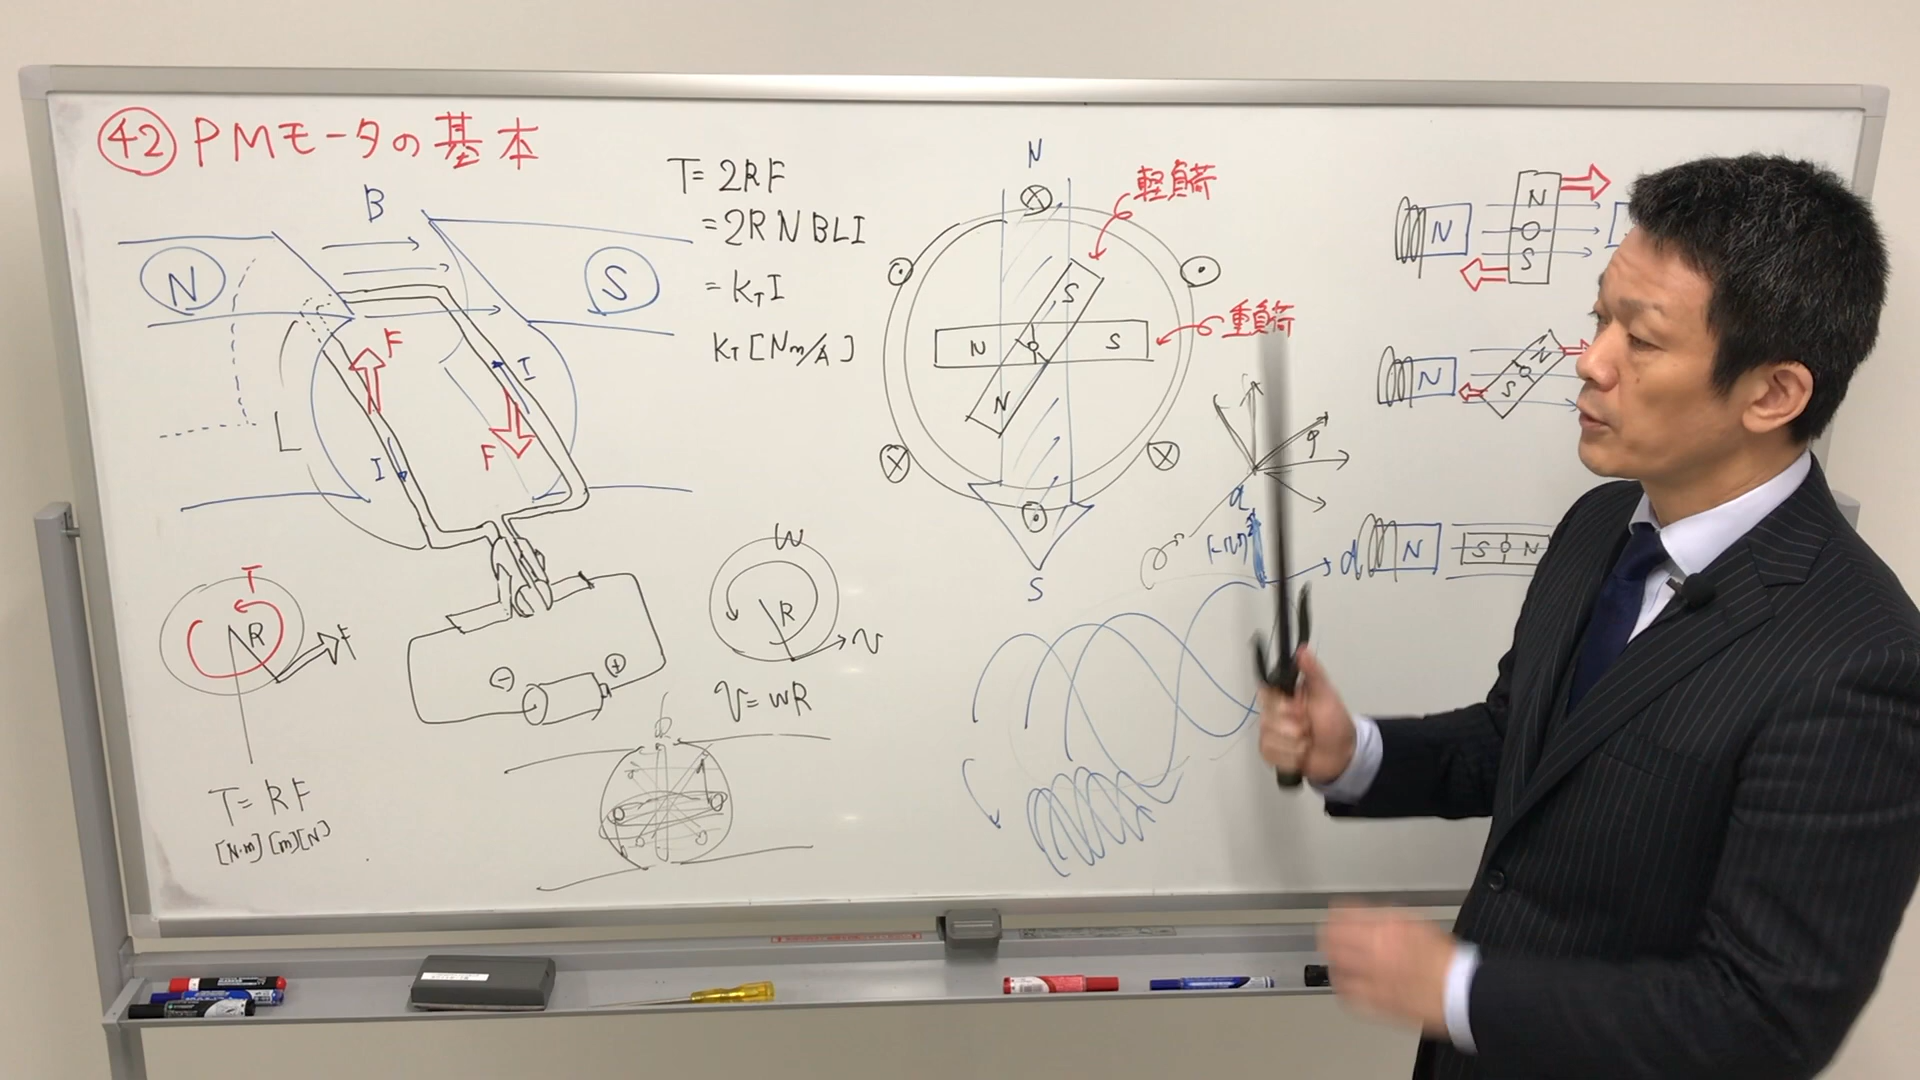 ㊷ PMモータの基本
B
N
S
F
I
F
I
L
T
R
F
T= RF
[N·m] [m] [N]
T= 2RF
= 2RNBLI
= KTI
KT [Nm/A]
⊖
⊕
ω
R
v
v= ωR
N
軽負荷
S
N
S
重負荷
N
S
q
d
N
N
S
N
N
S
N
S
N